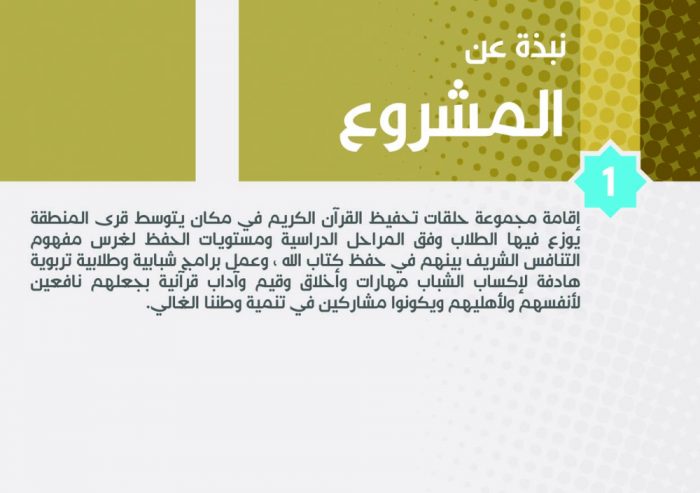 نبذة عن
المشروع
1
إقامة مجموعة حلقات تحفيظ القرآن الكريم في مكان يتوسط قرى المنطقة
يُوزع فيها الطلاب وفق المراحل الدراسية ومستويات الحفظ لغرس مفهوم
التنافس الشريف بينهم في حفظ كتاب الله ، وعمل برامج شبابية وطلابية تربوية
هادفة لإكساب الشباب مهارات وأخلاق وقيم وآداب قرآنية بجعلهم نافعين
لأنفسهم ولأهليهم ويكونوا مشاركين في تنمية وطننا الغالي.